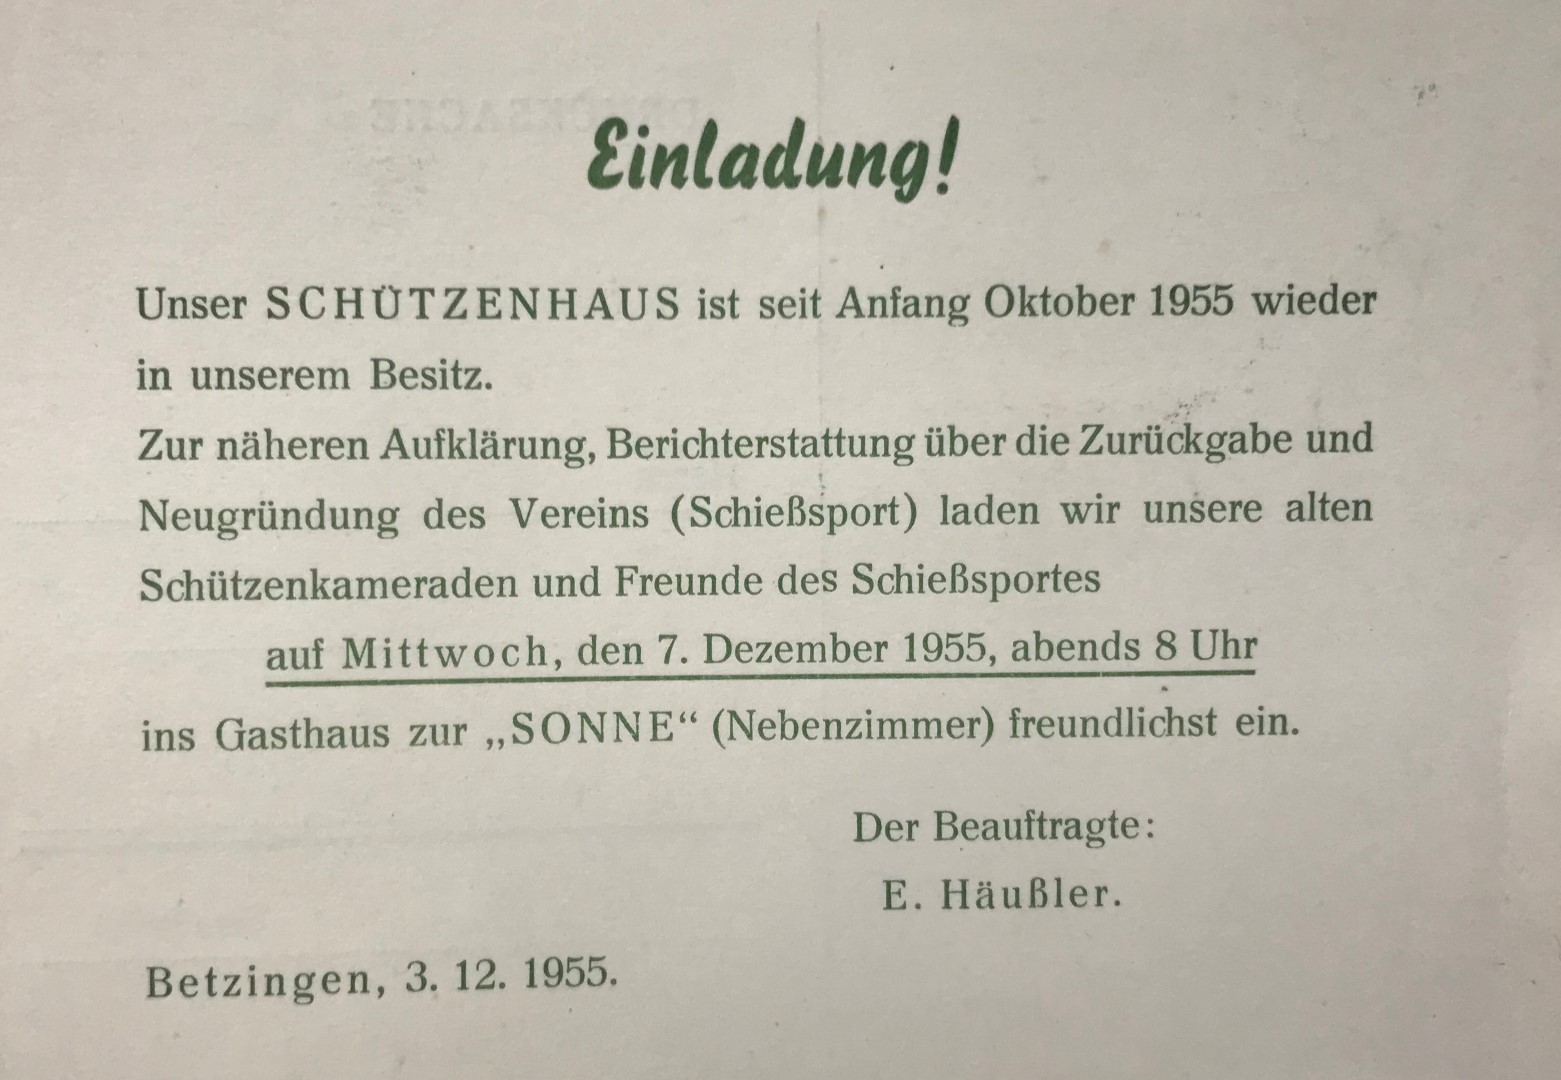 Einladung!
Unser SCHÜTZENHAUS ist seit Anfang Oktober 1955 wieder
in unserem Besitz.
Zur näheren Aufklärung, Berichterstattung über die Zurückgabe und
Neugründung des Vereins (Schießsport) laden wir unsere alten
Schützenkameraden und Freunde des Schießsportes
auf Mittwoch, den 7. Dezember 1955, abends 8 Uhr
ins Gasthaus zur „SONNE“ (Nebenzimmer) freundlichst ein.
Der Beauftragte:
E. Häußler.
Betzingen, 3. 12. 1955.